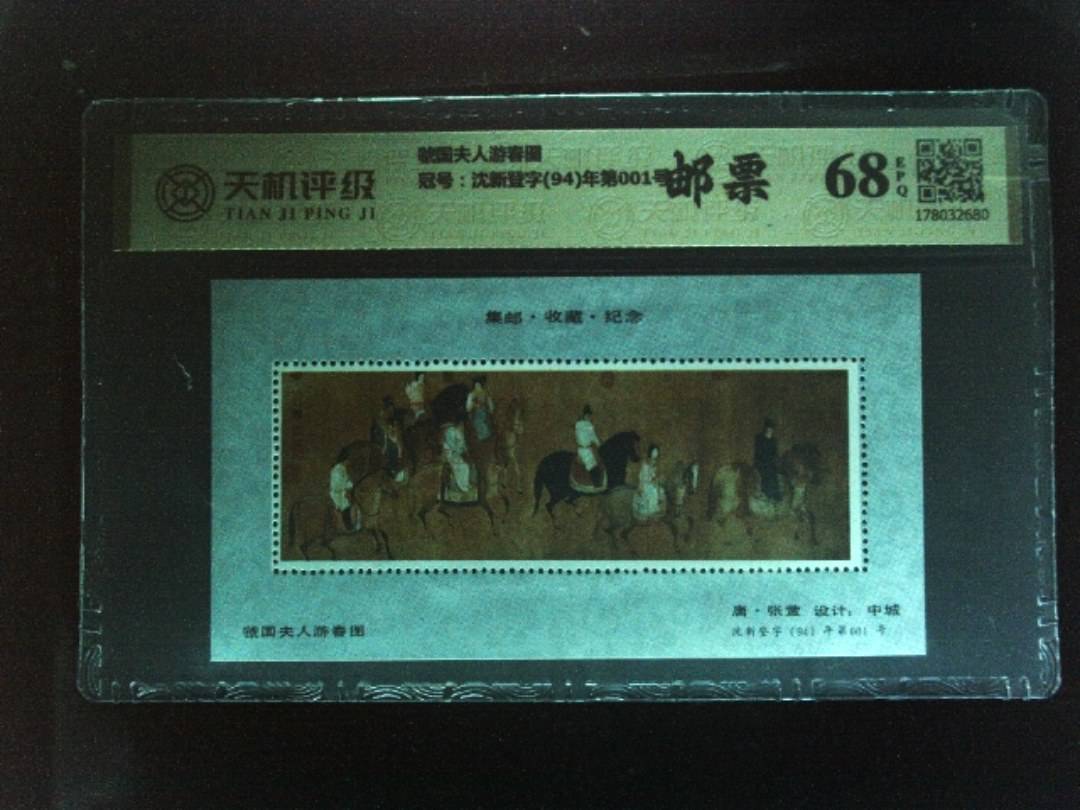 天机评级
TIAN JI PING JI
虢国夫人游春图
冠号：沈新登字(94)年第001号
邮票
68
EPQ
178032680
集邮·收藏·纪念
虢国夫人游春图
唐·张萱 设计：中城
沈新登字(94)年第001号